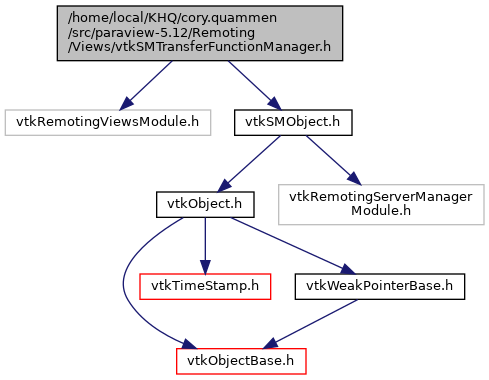 /home/local/KHQ/cory.quammen
/src/paraview-5.12/Remoting
/Views/vtkSMTransferFunctionManager.h
vtkRemotingViewsModule.h
vtkSMObject.h
vtkObject.h
vtkRemotingServerManager
Module.h
vtkTimeStamp.h
vtkWeakPointerBase.h
vtkObjectBase.h